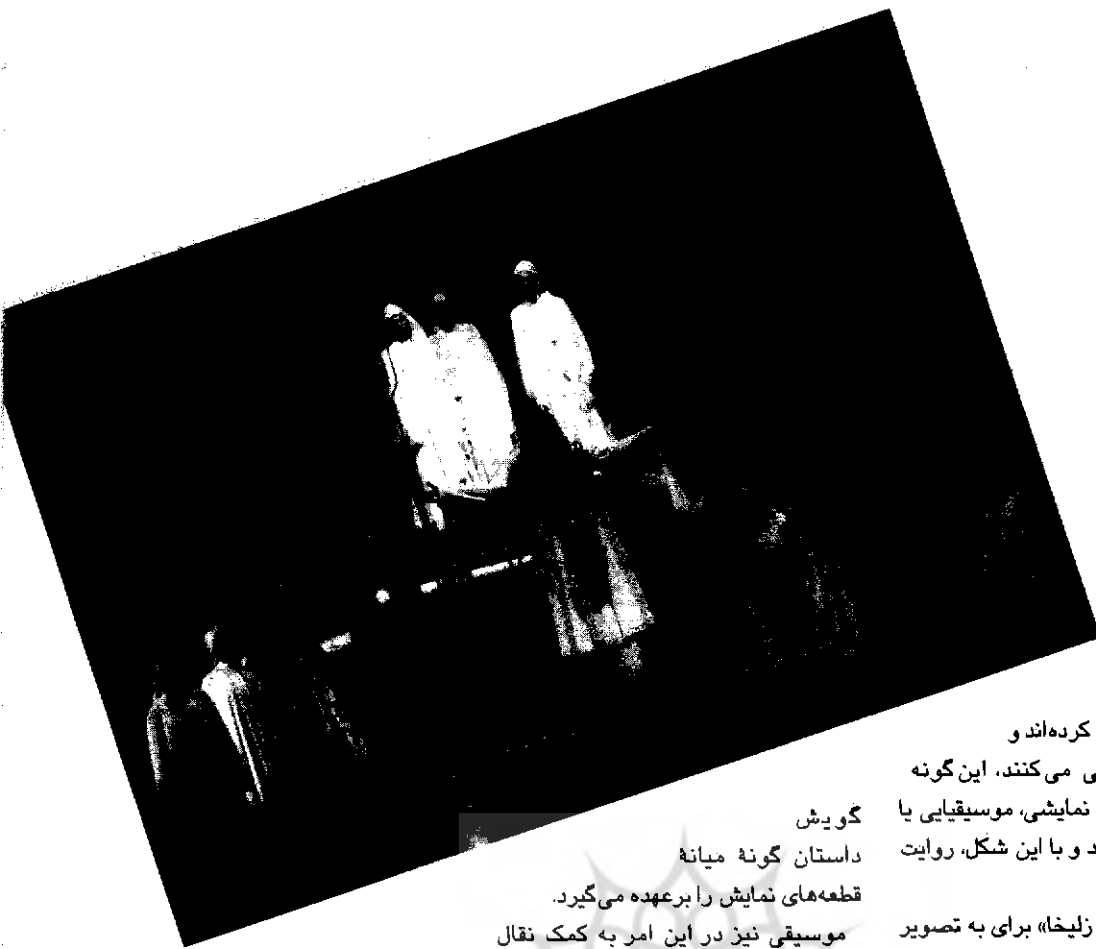 کرده‌اند و
ی می‌کنند، این گونه
نمایشی، موسیقیایی یا
د و با این شکل، روایت
زلیخا» برای به تصویر
گویش
داستان گونهٔ میانهٔ
قطعه‌های نمایش را برعهده می‌گیرد.
موسیقی نیز در این امر به کمک نقال